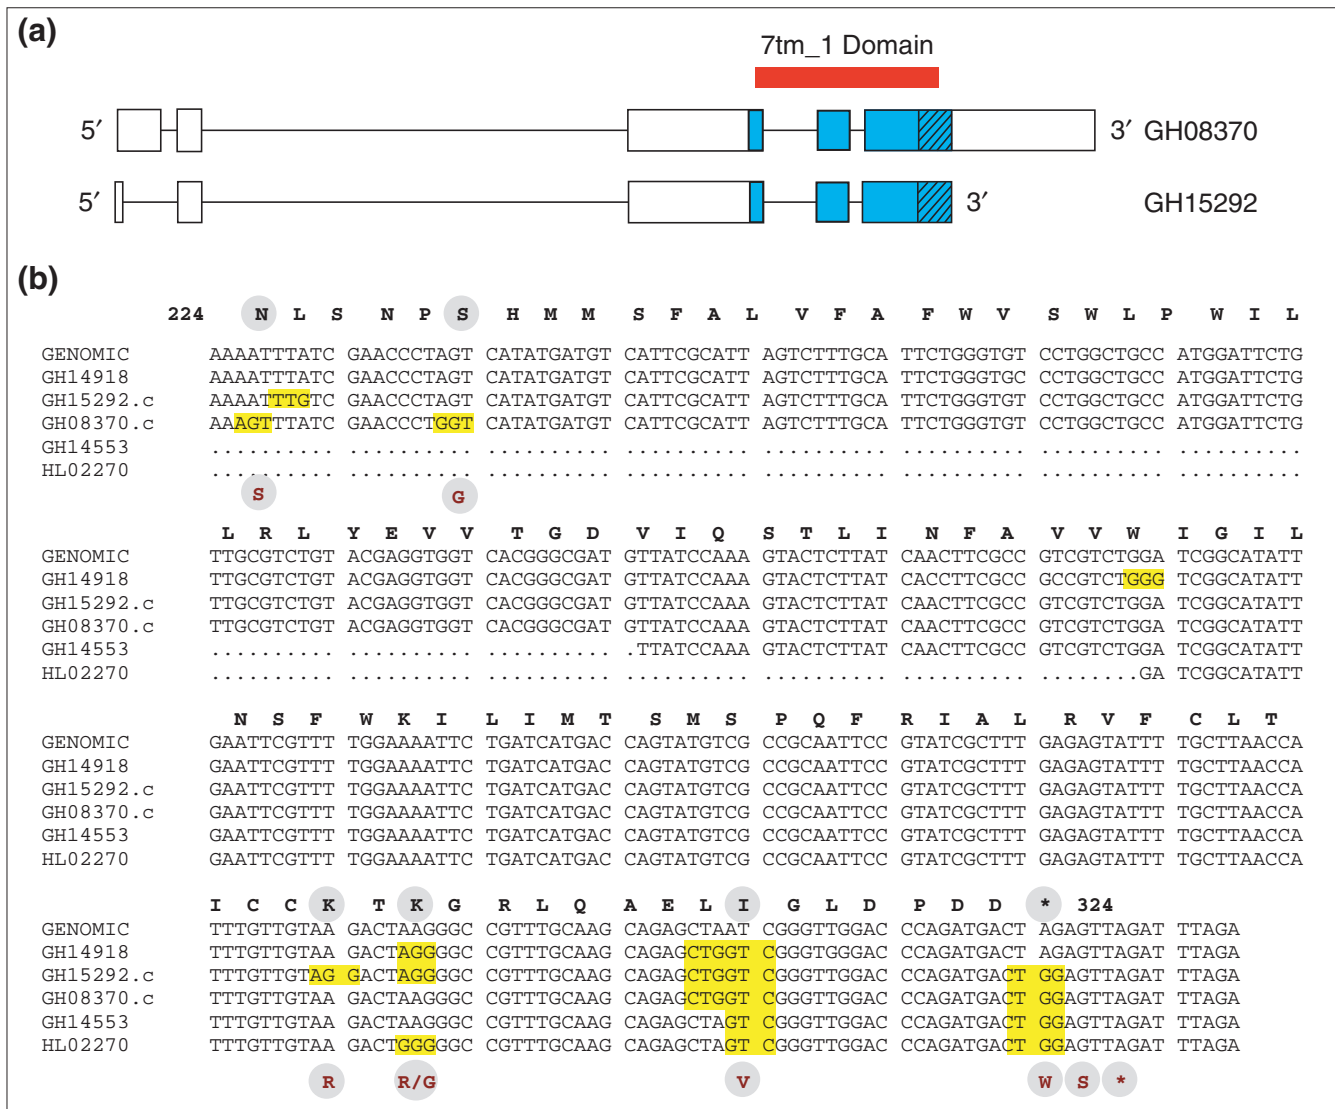 (a)
7tm_1 Domain
5′ 3′ GH08370
5′ 3′ GH15292
(b)
224 N L S N P S H M M S F A L V F A F W V S W L P W I L
GENOMIC AAAATTTATC GAACCCTAGT CATATGATGT CATTCGCATT AGTCTTTGCA TTCTGGGTGT CCTGGCTGCC ATGGATTCTG
GH14918 AAAATTTATC GAACCCTAGT CATATGATGT CATTCGCATT AGTCTTTGCA TTCTGGGTGC CCTGGCTGCC ATGGATTCTG
GH15292.c AAAATTTGTC GAACCCTAGT CATATGATGT CATTCGCATT AGTCTTTGCA TTCTGGGTGT CCTGGCTGCC ATGGATTCTG
GH08370.c AAAGTTTATC GAACCCTGGT CATATGATGT CATTCGCATT AGTCTTTGCA TTCTGGGTGT CCTGGCTGCC ATGGATTCTG
GH14553 .......... .......... .......... .......... .......... .......... .......... ..........
HL02270 .......... .......... .......... .......... .......... .......... .......... ..........
S G
L R L Y E V V T G D V I Q S T L I N F A V V W I G I L
GENOMIC TTGCGTCTGT ACGAGGTGGT CACGGGCGAT GTTATCCAAA GTACTCTTAT CAACTTCGCC GTCGTCTGGA TCGGCATATT
GH14918 TTGCGTCTGT ACGAGGTGGT CACGGGCGAT GTTATCCAAA GTACTCTTAT CACCTTCGCC GCCGTCTGGG TCGGCATATT
GH15292.c TTGCGTCTGT ACGAGGTGGT CACGGGCGAT GTTATCCAAA GTACTCTTAT CAACTTCGCC GTCGTCTGGA TCGGCATATT
GH08370.c TTGCGTCTGT ACGAGGTGGT CACGGGCGAT GTTATCCAAA GTACTCTTAT CAACTTCGCC GTCGTCTGGA TCGGCATATT
GH14553 .......... .......... .......... .TTATCCAAA GTACTCTTAT CAACTTCGCC GTCGTCTGGA TCGGCATATT
HL02270 .......... .......... .......... .......... .......... .......... ........GA TCGGCATATT
N S F W K I L I M T S M S P Q F R I A L R V F C L T
GENOMIC GAATTCGTTT TGGAAAATTC TGATCATGAC CAGTATGTCG CCGCAATTCC GTATCGCTTT GAGAGTATTT TGCTTAACCA
GH14918 GAATTCGTTT TGGAAAATTC TGATCATGAC CAGTATGTCG CCGCAATTCC GTATCGCTTT GAGAGTATTT TGCTTAACCA
GH15292.c GAATTCGTTT TGGAAAATTC TGATCATGAC CAGTATGTCG CCGCAATTCC GTATCGCTTT GAGAGTATTT TGCTTAACCA
GH08370.c GAATTCGTTT TGGAAAATTC TGATCATGAC CAGTATGTCG CCGCAATTCC GTATCGCTTT GAGAGTATTT TGCTTAACCA
GH14553 GAATTCGTTT TGGAAAATTC TGATCATGAC CAGTATGTCG CCGCAATTCC GTATCGCTTT GAGAGTATTT TGCTTAACCA
HL02270 GAATTCGTTT TGGAAAATTC TGATCATGAC CAGTATGTCG CCGCAATTCC GTATCGCTTT GAGAGTATTT TGCTTAACCA
I C C K T K G R L Q A E L I G L D P D D * 324
GENOMIC TTTGTTGTAA GACTAAGGGC CGTTTGCAAG CAGAGCTAAT CGGGTTGGAC CCAGATGACT AGAGTTAGAT TTAGA
GH14918 TTTGTTGTAA GACTAGGGGC CGTTTGCAAG CAGAGCTGGT CGGGTGGGAC CCAGATGACT AGAGTTAGAT TTAGA
GH15292.c TTTGTTGTAG GACTAGGGGC CGTTTGCAAG CAGAGCTGGT CGGGTTGGAC CCAGATGACT GGAGTTAGAT TTAGA
GH08370.c TTTGTTGTAA GACTAAGGGC CGTTTGCAAG CAGAGCTGGT CGGGTTGGAC CCAGATGACT GGAGTTAGAT TTAGA
GH14553 TTTGTTGTAA GACTAAGGGC CGTTTGCAAG CAGAGCTAGT CGGGTTGGAC CCAGATGACT GGAGTTAGAT TTAGA
HL02270 TTTGTTGTAA GACTGGGGGC CGTTTGCAAG CAGAGCTAGT CGGGTTGGAC CCAGATGACT GGAGTTAGAT TTAGA
R R/G V W S *